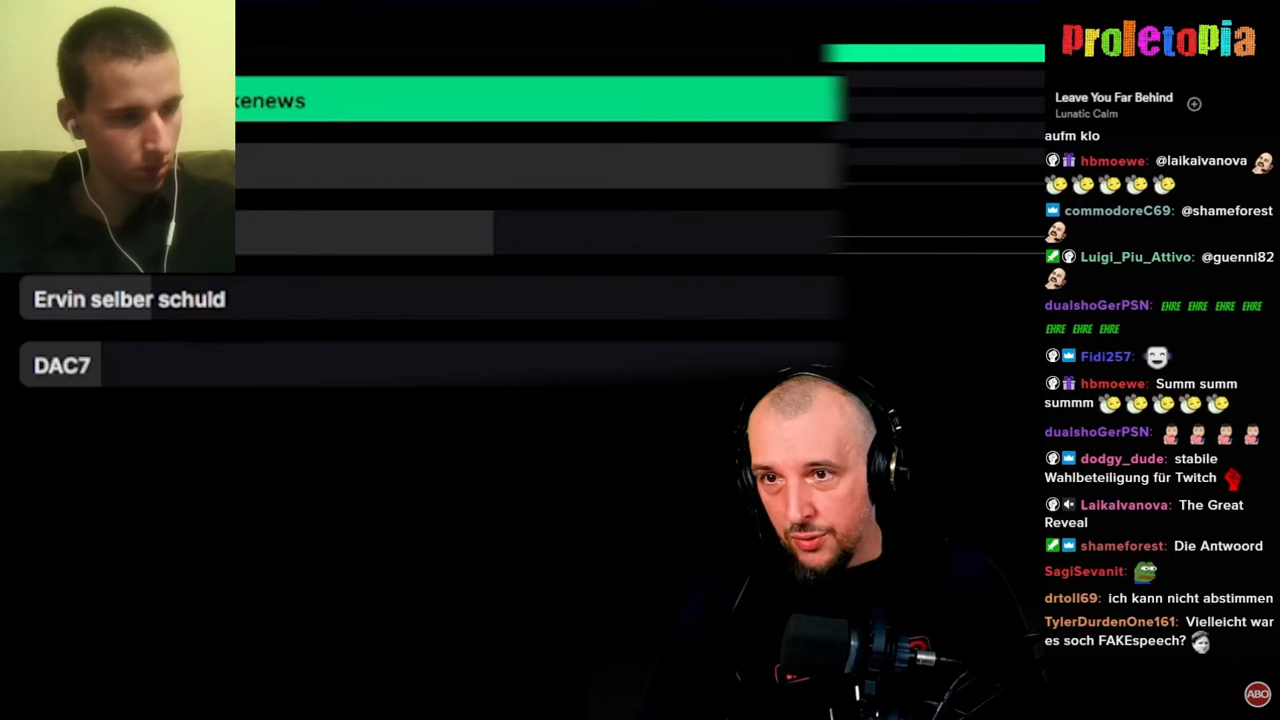 Proletopia
Leave You Far Behind
Lunatic Calm
kenews
Ervin selber schuld
DAC7
aufm klo
hbmoewe: @laikaivanova
commodoreC69: @shameforest
Luigi_Piu_Attivo: @guenni82
dualshoGerPSN: EHRE EHRE EHRE EHRE
EHRE EHRE EHRE
Fidi257:
hbmoewe: Summ summ
summm
dualshoGerPSN:
dodgy_dude: stabile
Wahlbeteiligung für Twitch
LaikaIvanova: The Great
Reveal
shameforest: Die Antwoord
SagiSevanit:
drtoll69: ich kann nicht abstimmen
TylerDurdenOne161: Vielleicht war
es soch FAKEspeech?
ABO